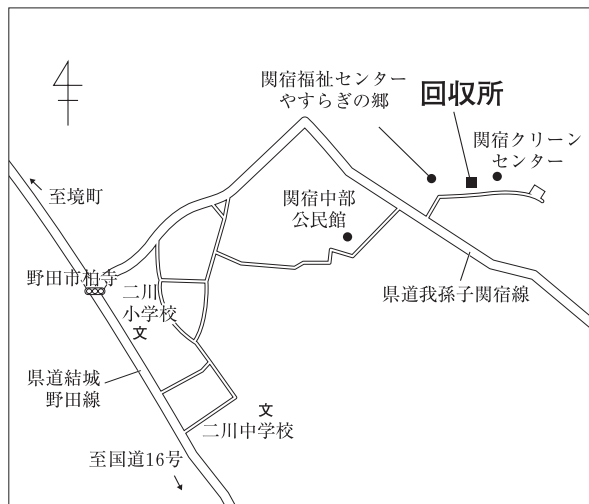 関宿福祉センター
やすらぎの郷
回収所
関宿クリーン
センター
至境町
関宿中部
公民館
野田市柏寺
二川
小学校
文
県道我孫子関宿線
県道結城
野田線
文
二川中学校
至国道16号